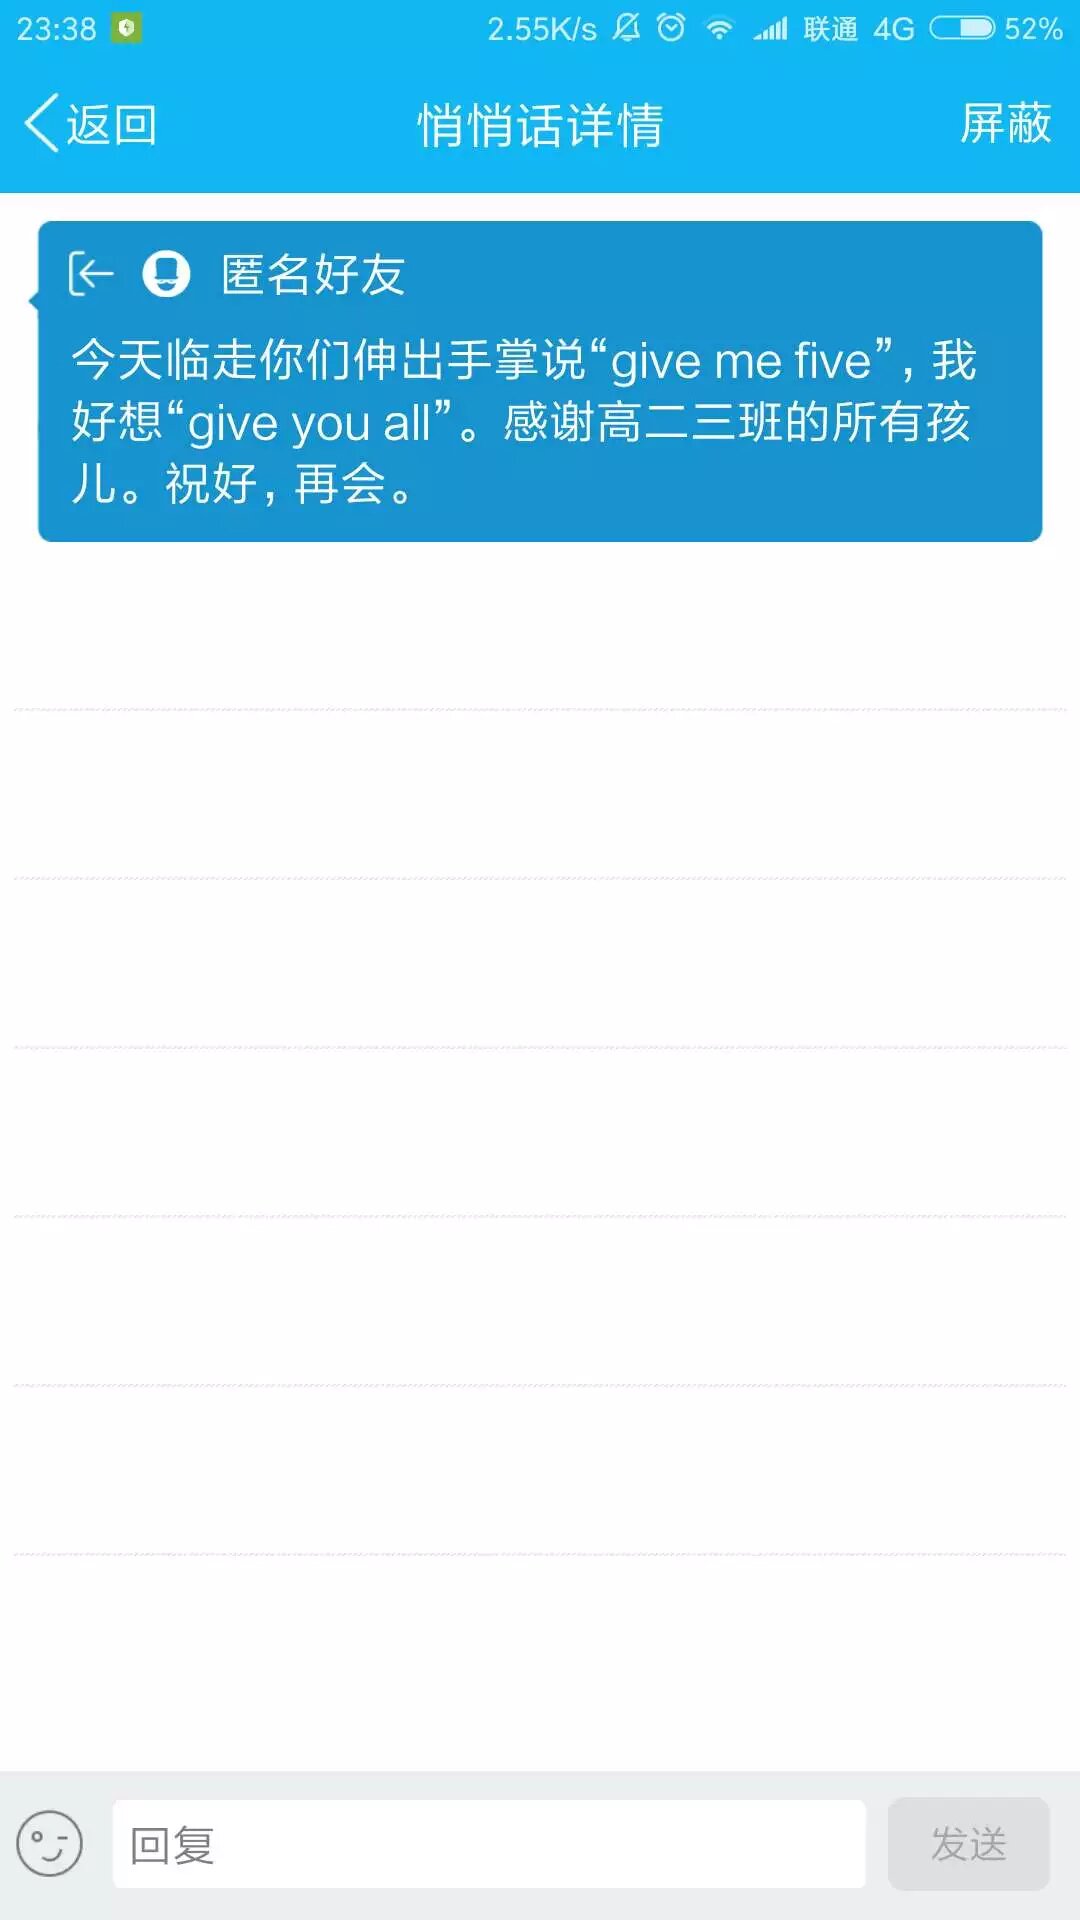 23:38 2.55K/s 联通 4G 52%
返回 悄悄话详情 屏蔽
匿名好友
今天临走你们伸出手掌说“give me five”，我
好想“give you all”。感谢高二三班的所有孩
儿。祝好，再会。
回复 发送